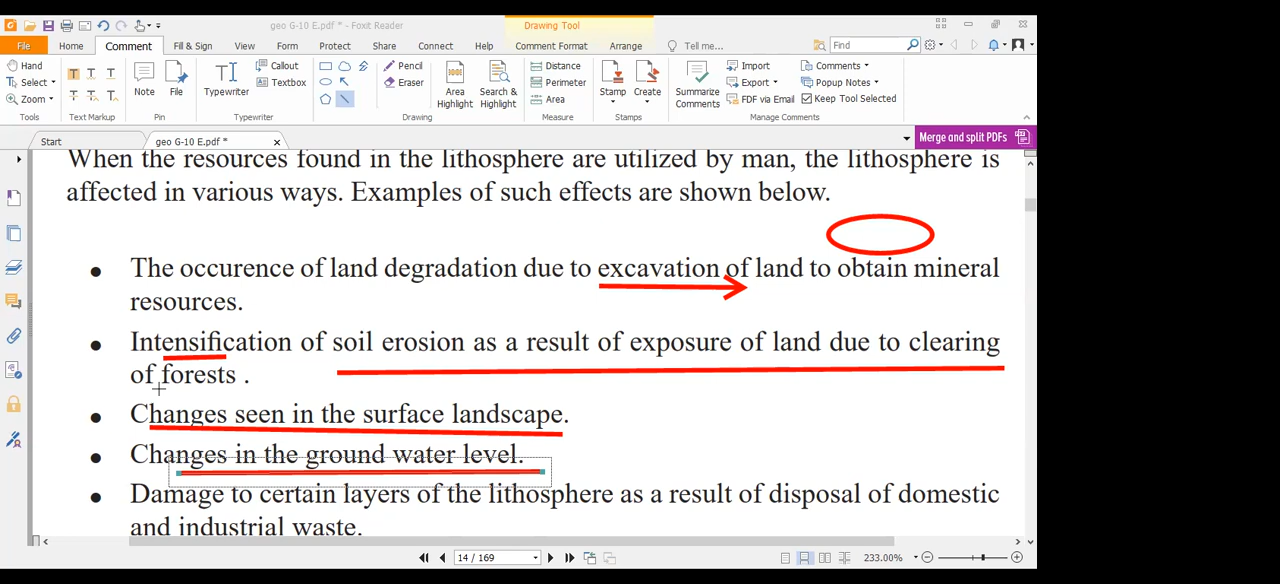 geo G-10 E.pdf * - Foxit Reader
Drawing Tool
File Home Comment Fill & Sign View Form Protect Share Connect Help Comment Format Arrange Tell me... Find
Hand
Select
Zoom
Tools
Text Markup
Note
File
Pin
Typewriter
Callout
Textbox
Typewriter
Pencil
Eraser
Drawing
Area Highlight
Search & Highlight
Distance
Perimeter
Area
Measure
Stamp
Create
Stamps
Summarize Comments
Import
Export
FDF via Email
Comments
Popup Notes
Keep Tool Selected
Manage Comments
Start
geo G-10 E.pdf *
Merge and split PDFs
When the resources found in the lithosphere are utilized by man, the lithosphere is
affected in various ways. Examples of such effects are shown below.
• The occurence of land degradation due to excavation of land to obtain mineral
resources.
• Intensification of soil erosion as a result of exposure of land due to clearing
of forests .
• Changes seen in the surface landscape.
• Changes in the ground water level.
• Damage to certain layers of the lithosphere as a result of disposal of domestic
and industrial waste.
14 / 169
233.00%